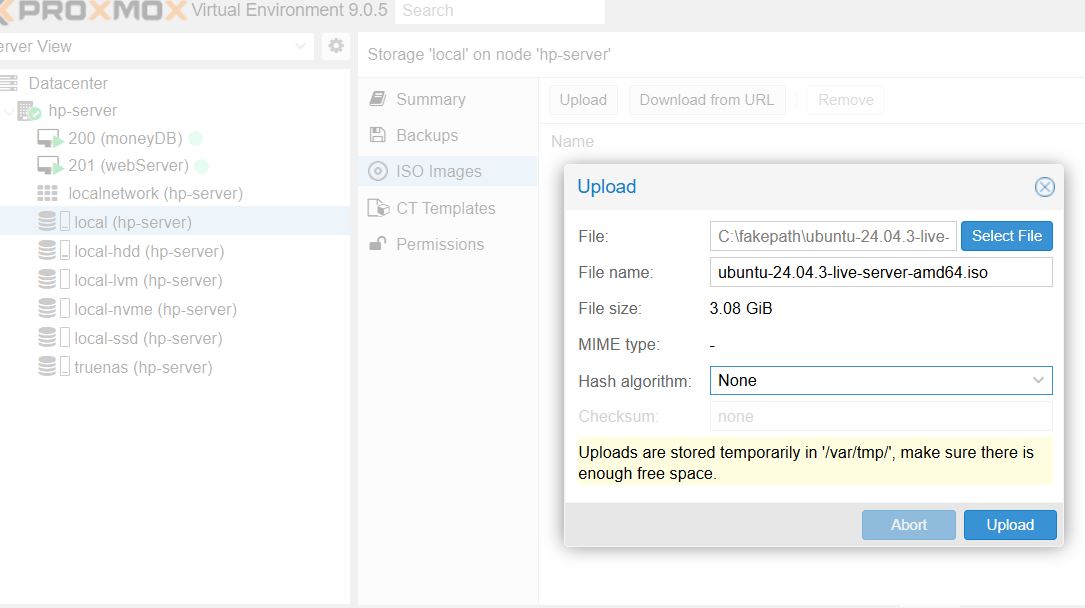 PROXMOX Virtual Environment 9.0.5 Search
erver View
Storage 'local' on node 'hp-server'
Datacenter
hp-server
200 (moneyDB)
201 (webServer)
localnetwork (hp-server)
local (hp-server)
local-hdd (hp-server)
local-lvm (hp-server)
local-nvme (hp-server)
local-ssd (hp-server)
truenas (hp-server)
Summary
Backups
ISO Images
CT Templates
Permissions
Upload Download from URL Remove
Name
Upload
File: C:\fakepath\ubuntu-24.04.3-live- Select File
File name: ubuntu-24.04.3-live-server-amd64.iso
File size: 3.08 GiB
MIME type: -
Hash algorithm: None
Checksum: none
Uploads are stored temporarily in '/var/tmp/', make sure there is
enough free space.
Abort Upload